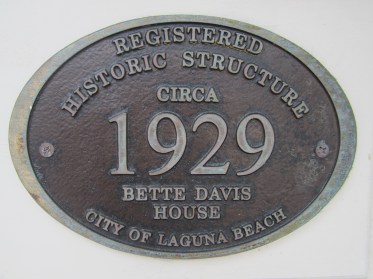 REGISTERED
HISTORIC STRUCTURE
CIRCA
1929
BETTE DAVIS
HOUSE
CITY OF LAGUNA BEACH